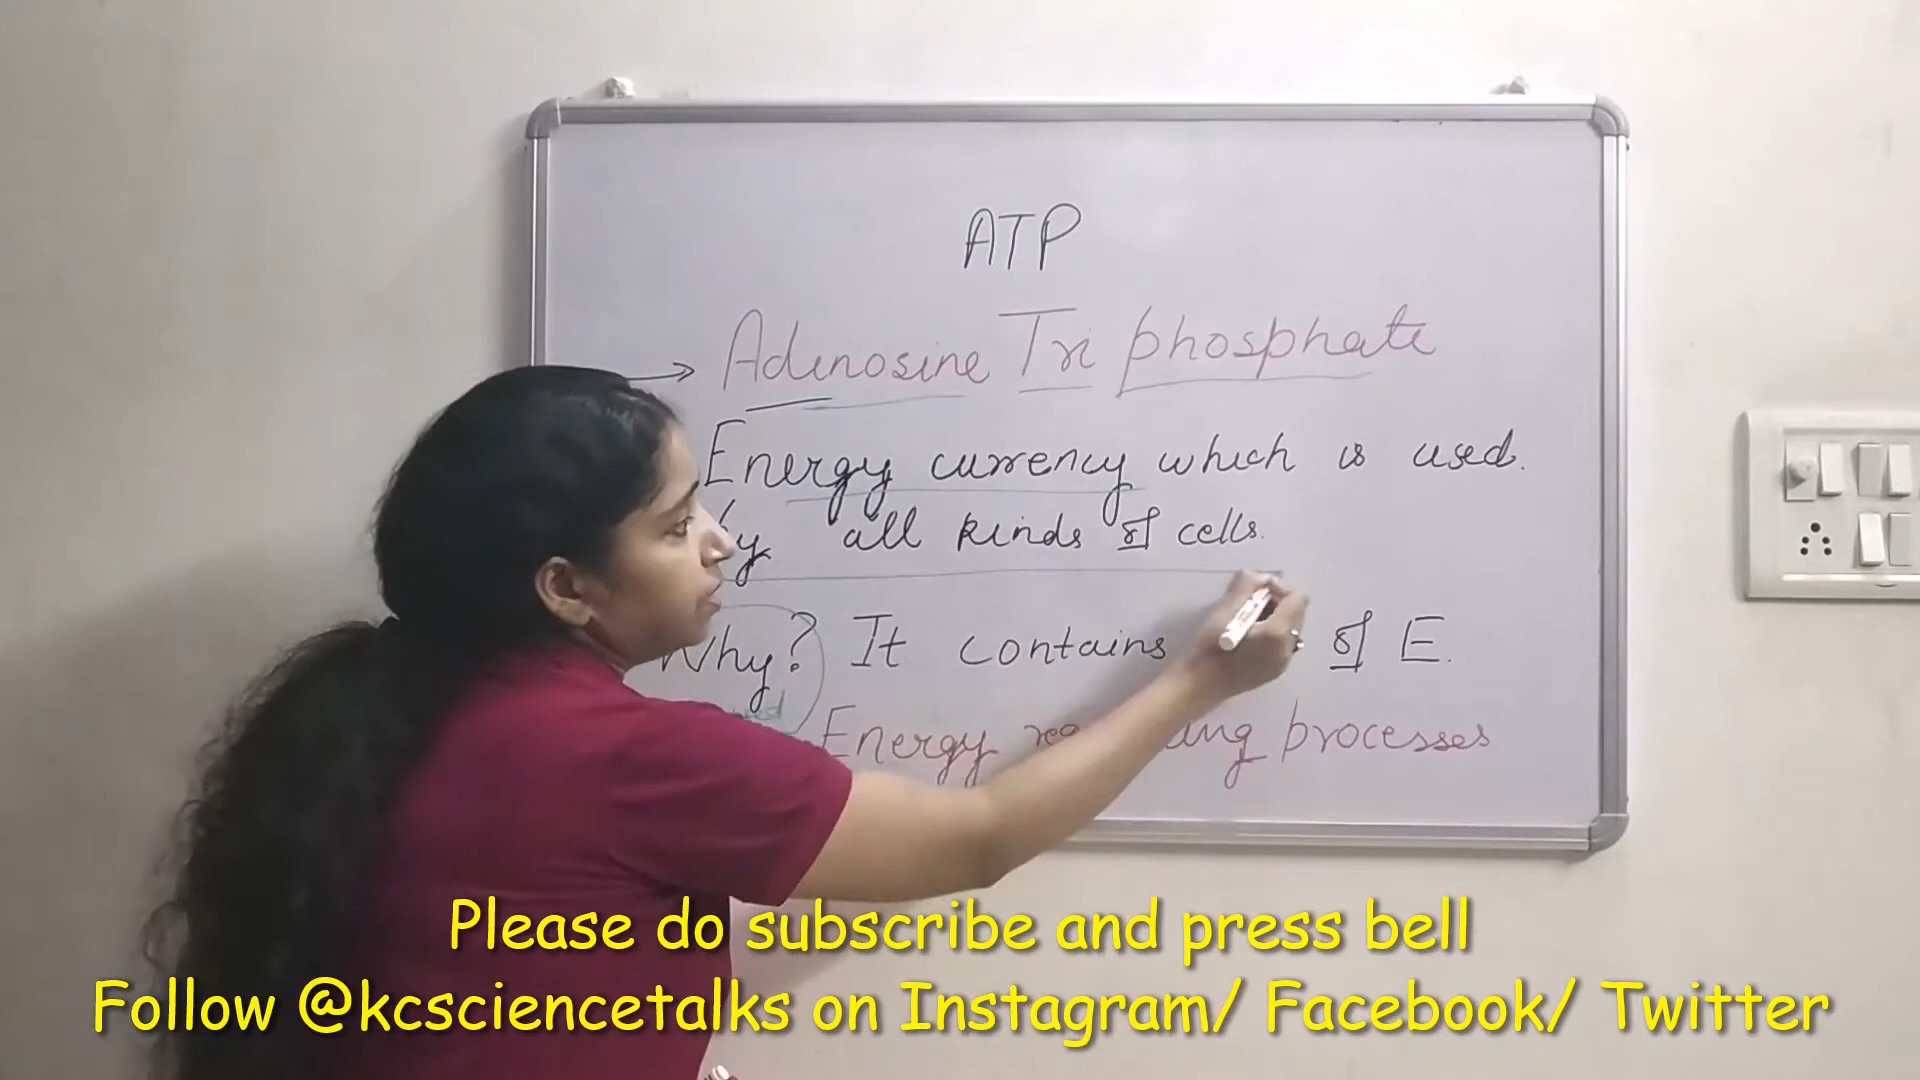 ATP
Adenosine Tri phosphate
Energy currency which is used.
by all kinds of cells.
Why? It contains of E.
Energy processes
Please do subscribe and press bell
Follow @kcsciencetalks on Instagram/ Facebook/ Twitter